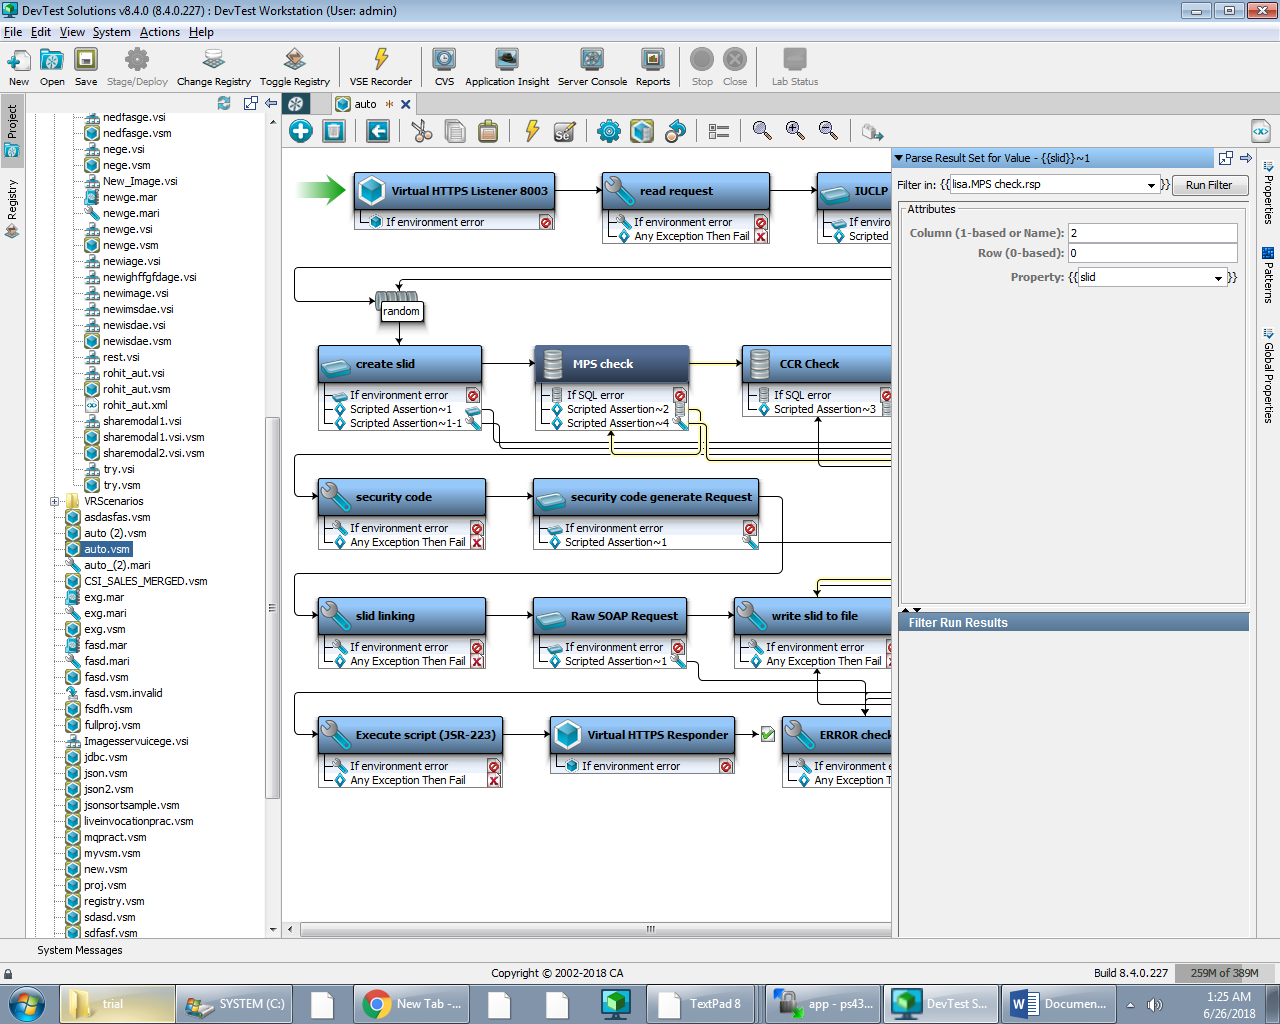 DevTest Solutions v8.4.0 (8.4.0.227) : DevTest Workstation (User: admin)
File Edit View System Actions Help
New Open Save Stage/Deploy Change Registry Toggle Registry VSE Recorder CVS Application Insight Server Console Reports Stop Close Lab Status
Project
Registry
nedfasge.vsi
nedfasge.vsm
nege.vsi
nege.vsm
New_Image.vsi
newge.mar
newge.mari
newge.vsi
newge.vsm
newiage.vsi
newighffgfdage.vsi
newimage.vsi
newimsdae.vsi
newisdae.vsi
newisdae.vsm
rest.vsi
rohit_aut.vsi
rohit_aut.vsm
rohit_aut.xml
sharemodal1.vsi
sharemodal1.vsi.vsm
sharemodal2.vsi.vsm
try.vsi
try.vsm
VRScenarios
asdasfas.vsm
auto (2).vsm
auto.vsm
auto_(2).mari
CSI_SALES_MERGED.vsm
exg.mar
exg.mari
exg.vsm
fasd.mar
fasd.mari
fasd.vsm
fasd.vsm.invalid
fsdfh.vsm
fullproj.vsm
Imagesservuicege.vsi
jdbc.vsm
json.vsm
json2.vsm
jsonsortsample.vsm
liveinvocationprac.vsm
mqpract.vsm
myvsm.vsm
new.vsm
proj.vsm
registry.vsm
sdasd.vsm
sdfasf.vsm
auto
Se
Virtual HTTPS Listener 8003
If environment error
read request
If environment error
Any Exception Then Fail
IUCLP
If enviro
Scripted
random
create slid
If environment error
Scripted Assertion~1
Scripted Assertion~1-1
MPS check
If SQL error
Scripted Assertion~2
Scripted Assertion~4
CCR Check
If SQL error
Scripted Assertion~3
security code
If environment error
Any Exception Then Fail
security code generate Request
If environment error
Scripted Assertion~1
slid linking
If environment error
Any Exception Then Fail
Raw SOAP Request
If environment error
Scripted Assertion~1
write slid to file
If environment error
Any Exception Then Fail
Execute script (JSR-223)
If environment error
Any Exception Then Fail
Virtual HTTPS Responder
If environment error
ERROR check
If environment e
Any Exception T
Parse Result Set for Value - {{slid}}~1
Filter in: {{lisa.MPS check.rsp}} Run Filter
Attributes
Column (1-based or Name): 2
Row (0-based): 0
Property: {{slid}}
Filter Run Results
Properties
Patterns
Global Properties
System Messages
Copyright © 2002-2018 CA
Build 8.4.0.227
259M of 389M
trial
SYSTEM (C:)
New Tab - ...
TextPad 8
app - ps43...
DevTest S...
Documen...
1:25 AM
6/26/2018